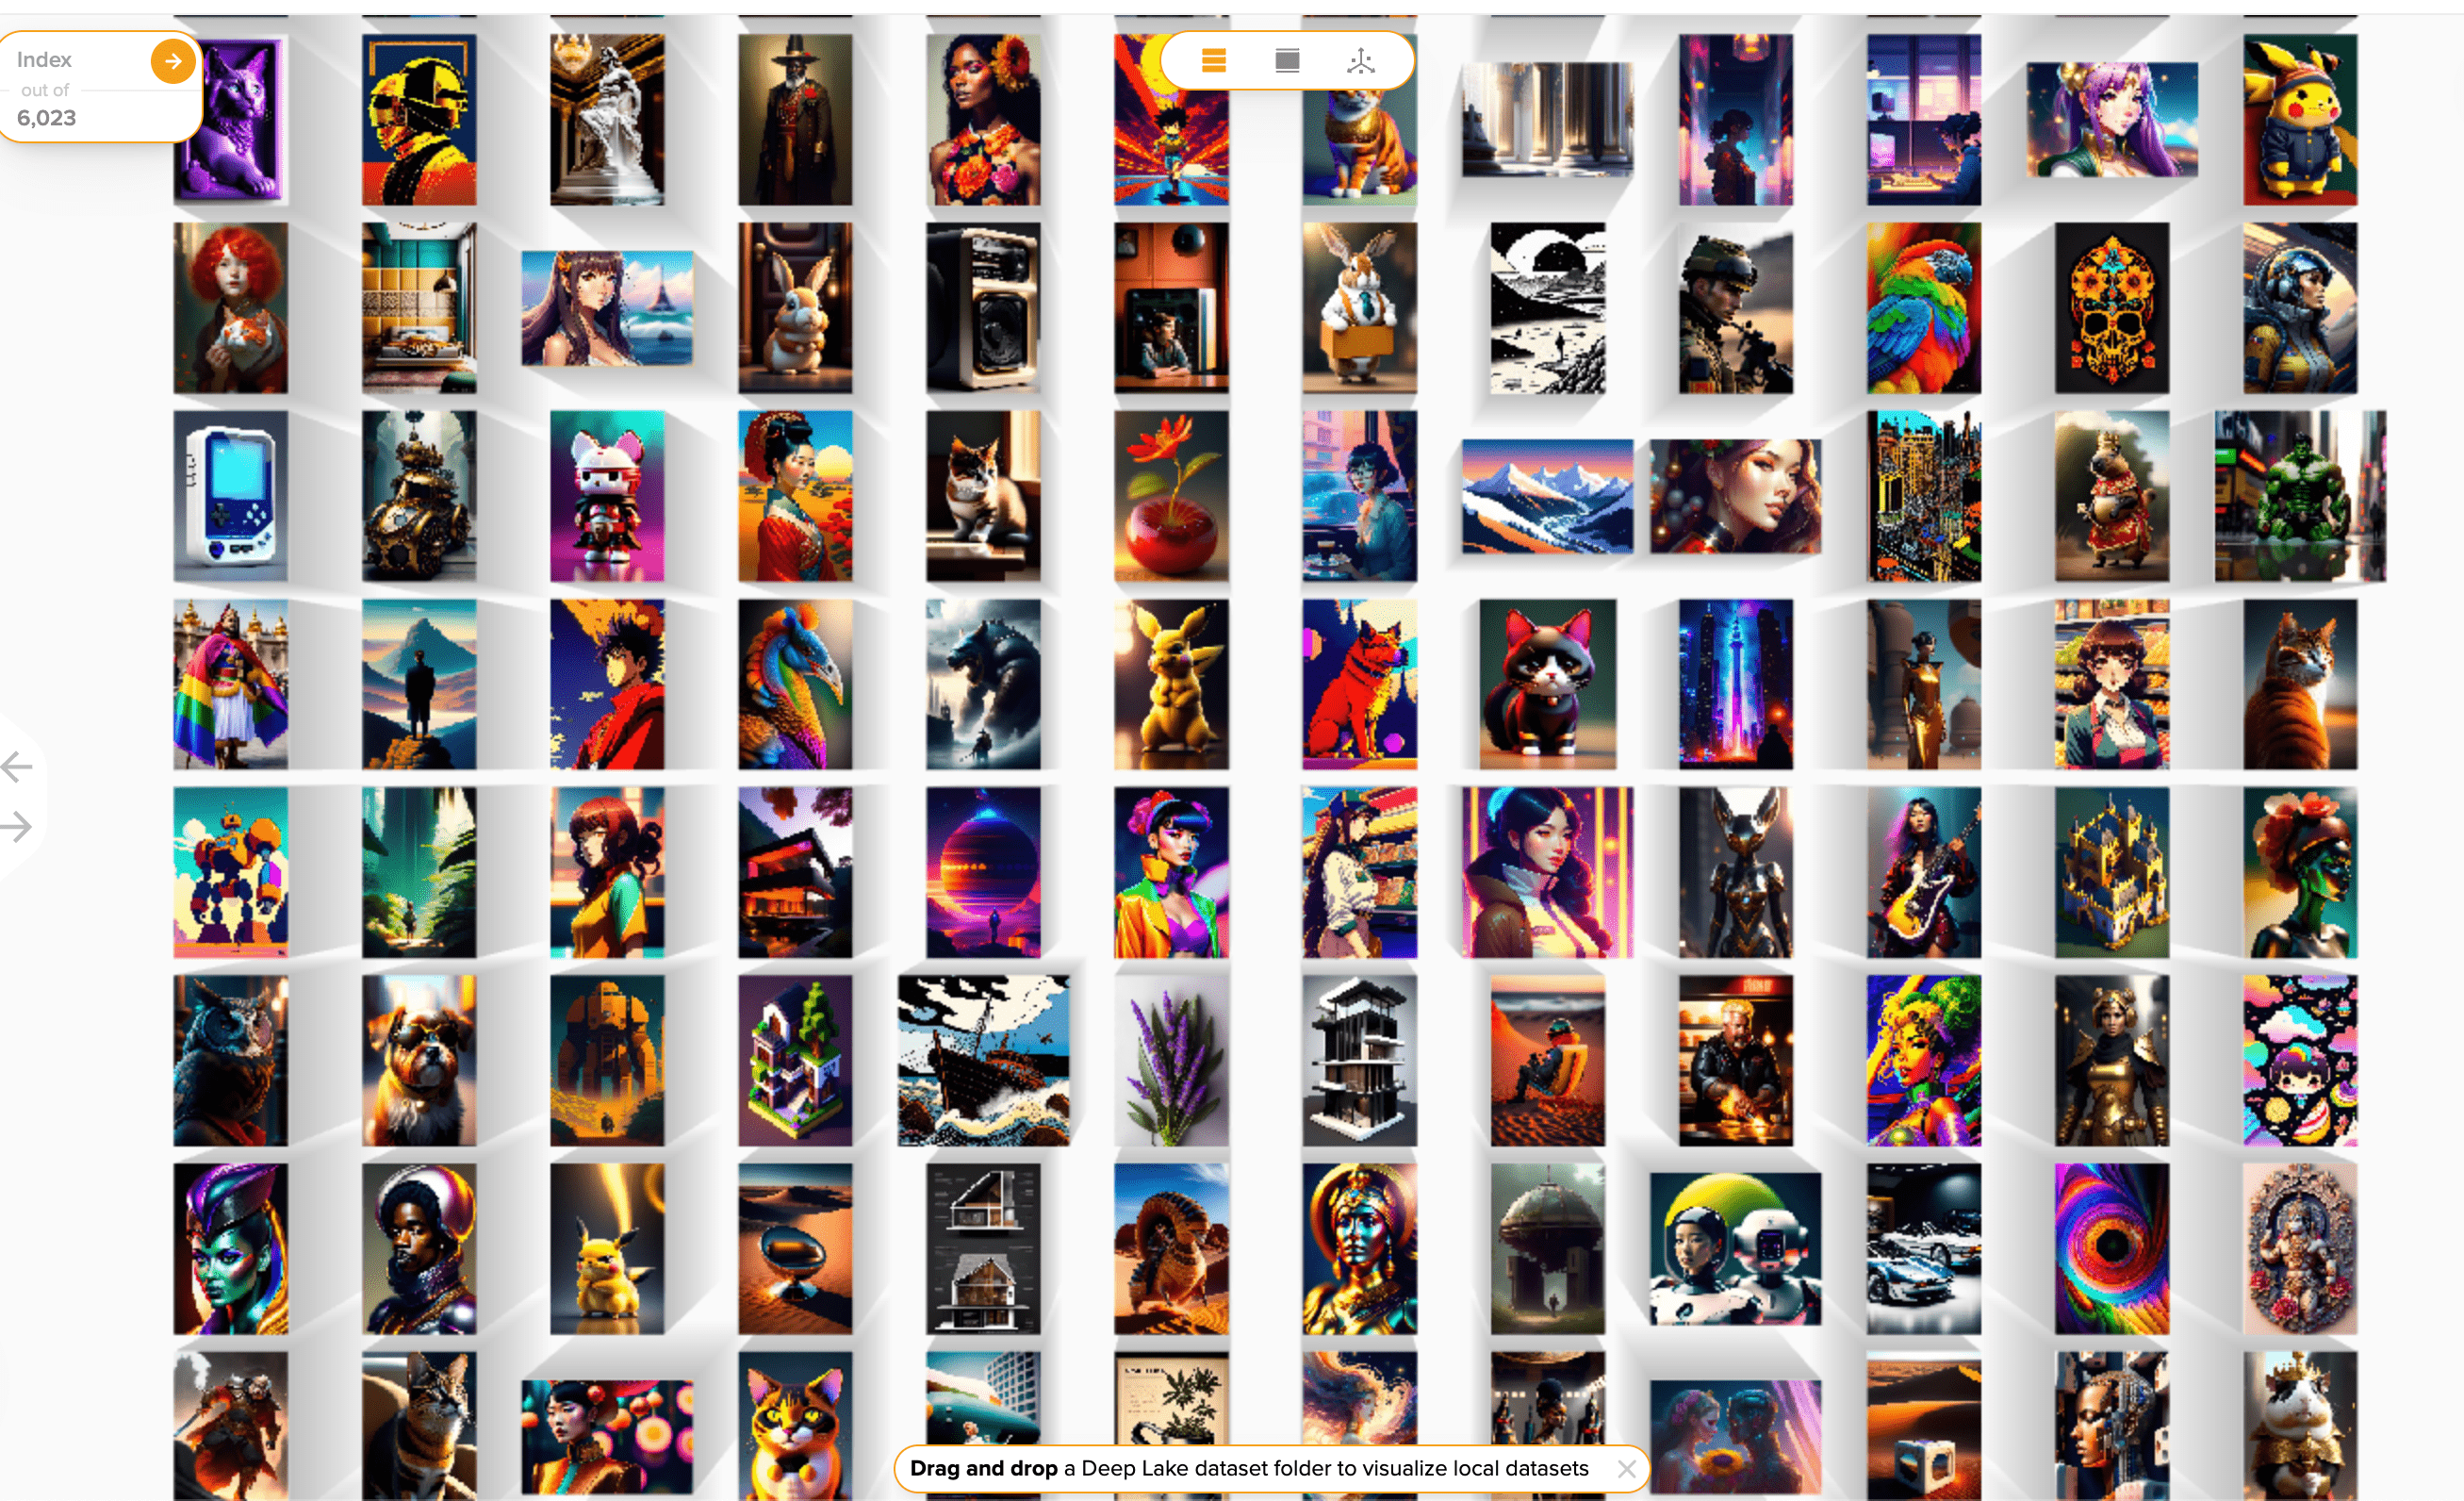 Index
out of
6,023
Drag and drop a Deep Lake dataset folder to visualize local datasets